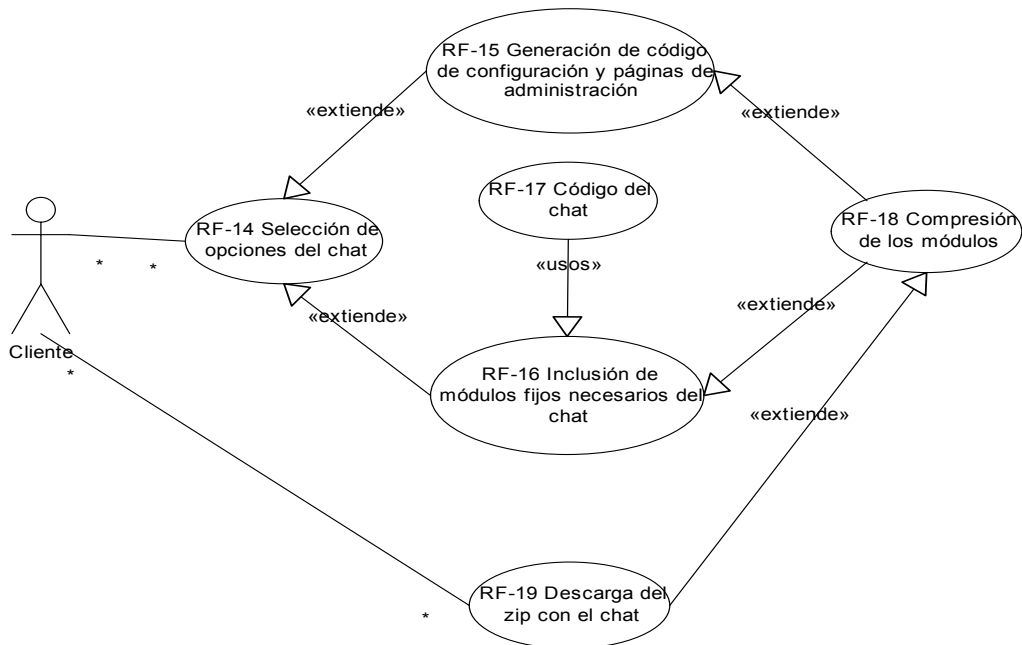 RF-15 Generación de código
de configuración y páginas de
administración
«extiende»
«extiende»
RF-17 Código del
chat
RF-14 Selección de
opciones del chat
RF-18 Compresión
de los módulos
* *
«usos»
«extiende»
«extiende»
Cliente
*
RF-16 Inclusión de
módulos fijos necesarios del
chat
«extiende»
RF-19 Descarga del
zip con el chat
*